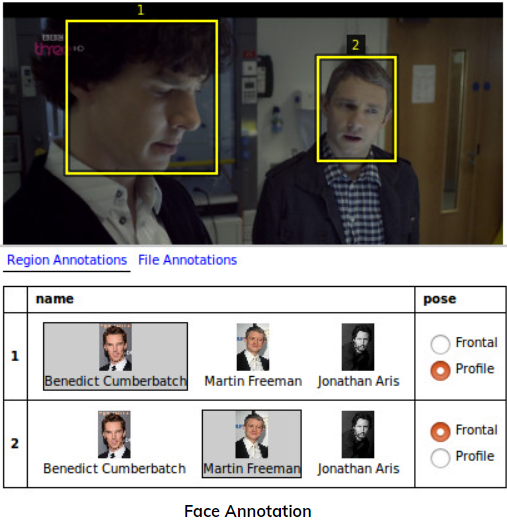 1
2
BBC
three HD
Region Annotations File Annotations
name pose
1
Benedict Cumberbatch Martin Freeman Jonathan Aris
Frontal
Profile
2
Benedict Cumberbatch Martin Freeman Jonathan Aris
Frontal
Profile
Face Annotation